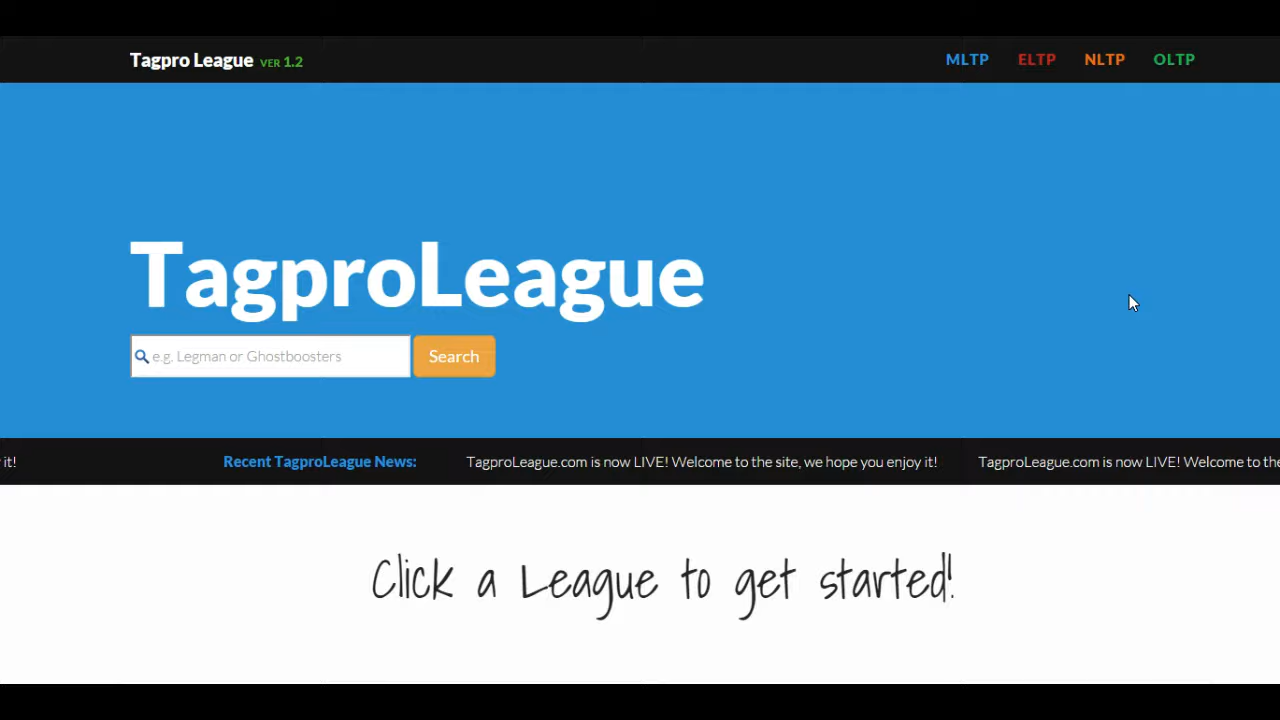 Tagpro League VER 1.2
MLTP ELTP NLTP OLTP
TagproLeague
e.g. Legman or Ghostboosters
Search
it! Recent TagproLeague News: TagproLeague.com is now LIVE! Welcome to the site, we hope you enjoy it! TagproLeague.com is now LIVE! Welcome to the
Click a League to get started!